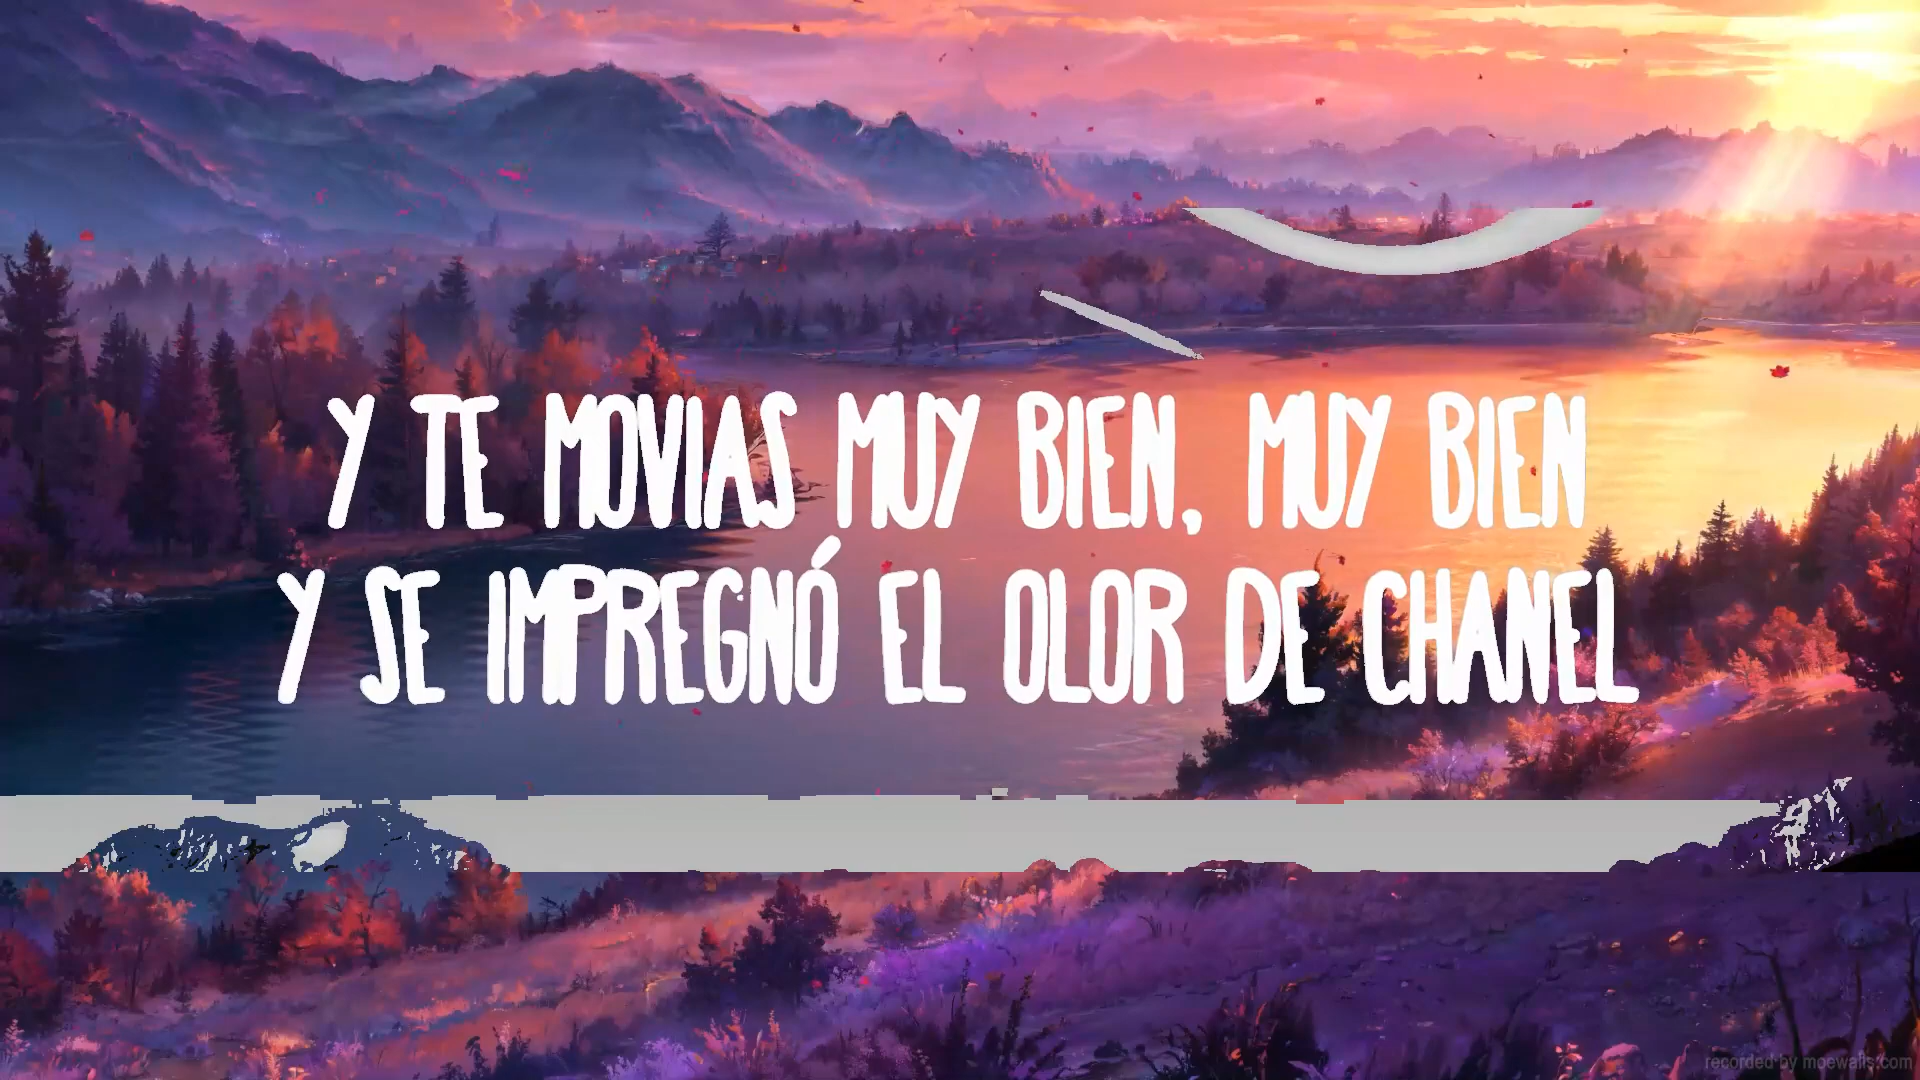 Y TE MOVIAS MUY BIEN, MUY BIEN
Y SE IMPREGNÓ EL OLOR DE CHANEL
recorded by moewalls.com